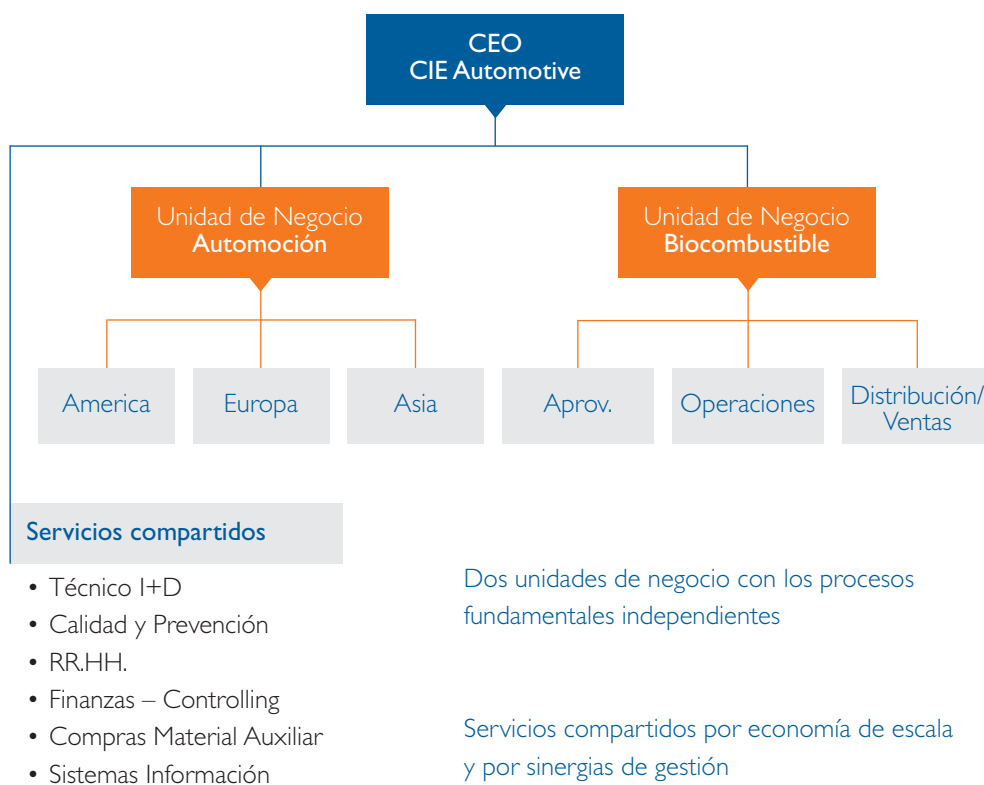 CEO
CIE Automotive
Unidad de Negocio
Automoción
Unidad de Negocio
Biocombustible
America
Europa
Asia
Aprov.
Operaciones
Distribución/
Ventas
Servicios compartidos
• Técnico I+D
• Calidad y Prevención
• RR.HH.
• Finanzas – Controlling
• Compras Material Auxiliar
• Sistemas Información
Dos unidades de negocio con los procesos
fundamentales independientes
Servicios compartidos por economía de escala
y por sinergias de gestión